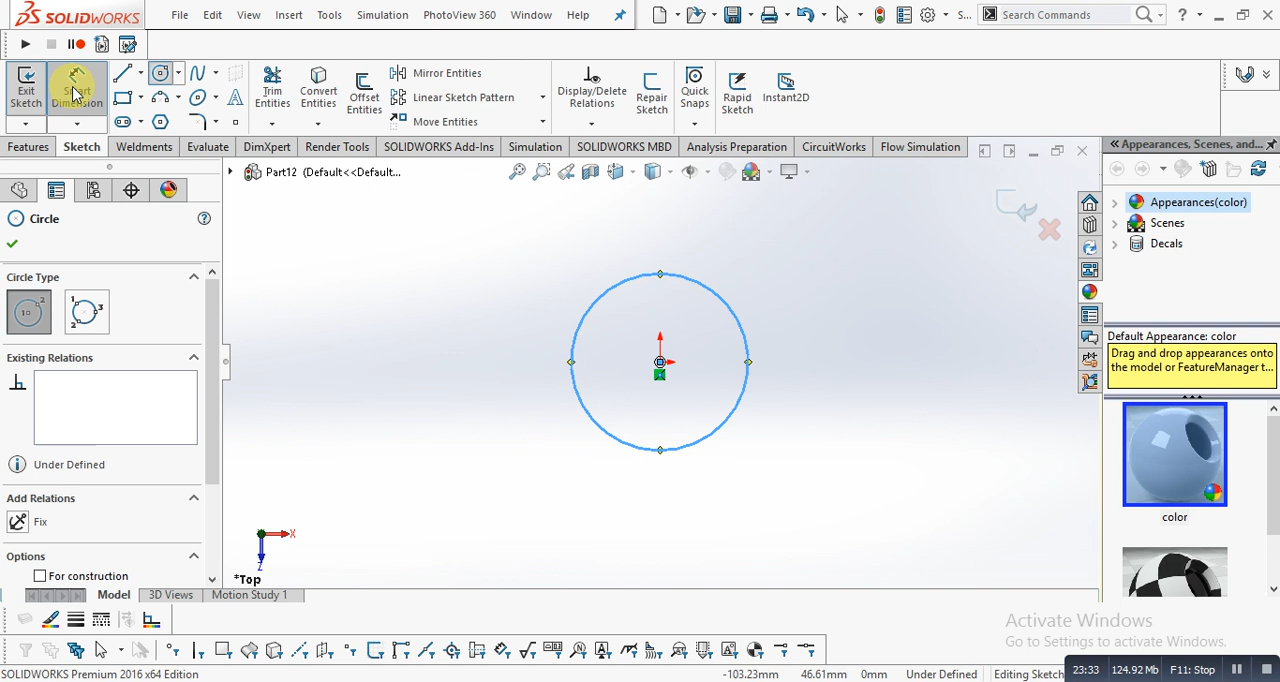 SOLIDWORKS File Edit View Insert Tools Simulation PhotoView 360 Window Help S... Search Commands ?
Exit Sketch Smart Dimension Trim Entities Convert Entities Offset Entities Mirror Entities Linear Sketch Pattern Move Entities Display/Delete Relations Repair Sketch Quick Snaps Rapid Sketch Instant2D
Features Sketch Weldments Evaluate DimXpert Render Tools SOLIDWORKS Add-Ins Simulation SOLIDWORKS MBD Analysis Preparation CircuitWorks Flow Simulation
Appearances, Scenes, and...
Part12 (Default<<Default...
Circle
Circle Type
Existing Relations
Under Defined
Add Relations
Fix
Options
For construction
X
Z
*Top
Appearances(color)
Scenes
Decals
Default Appearance: color
Drag and drop appearances onto
the model or FeatureManager t...
color
Model 3D Views Motion Study 1
Activate Windows
Go to Settings to activate Windows.
SOLIDWORKS Premium 2016 x64 Edition -103.23mm 46.61mm 0mm Under Defined Editing Sketch 23:33 124.92 Mb F11: Stop